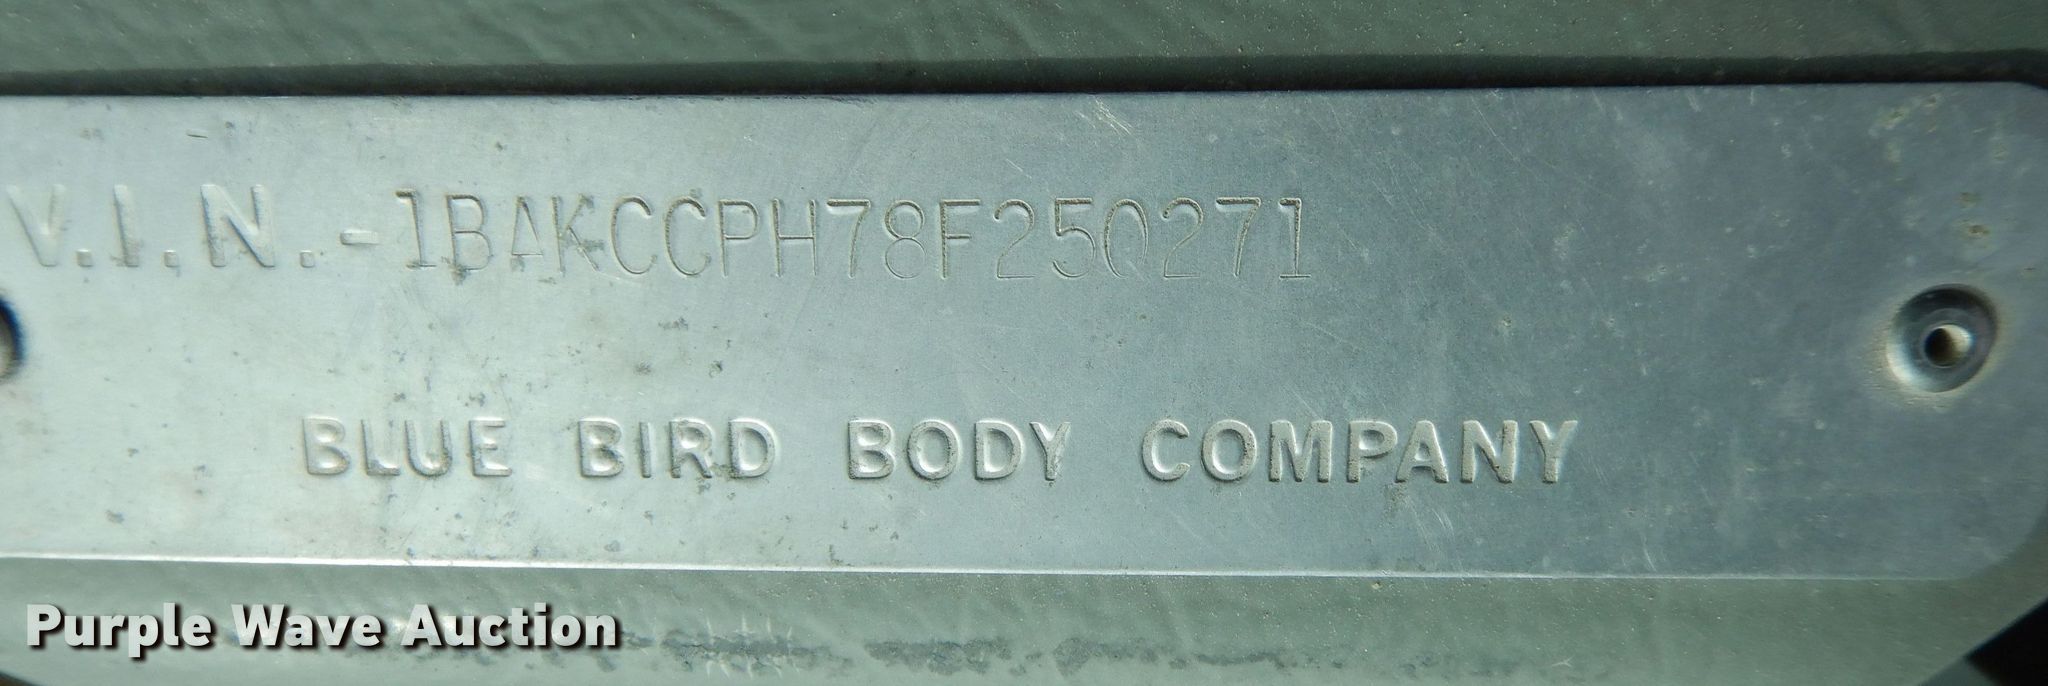 V.I.N.-1BAKCCPH78F250271
BLUE BIRD BODY COMPANY
Purple Wave Auction